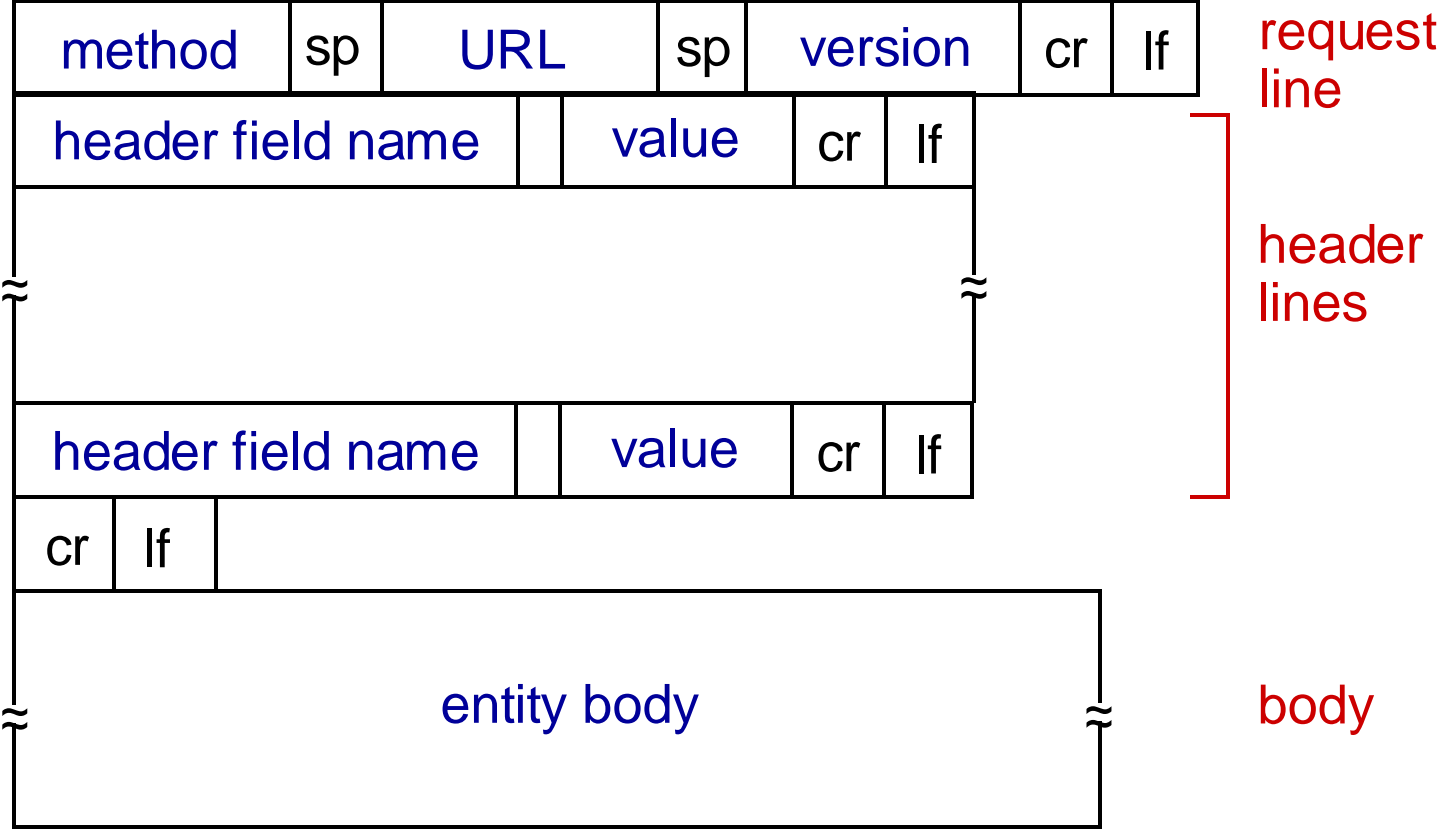 method sp URL sp version cr lf request
line
header field name value cr lf
header
lines
≈ ≈
header field name value cr lf
cr lf
entity body body
≈ ≈